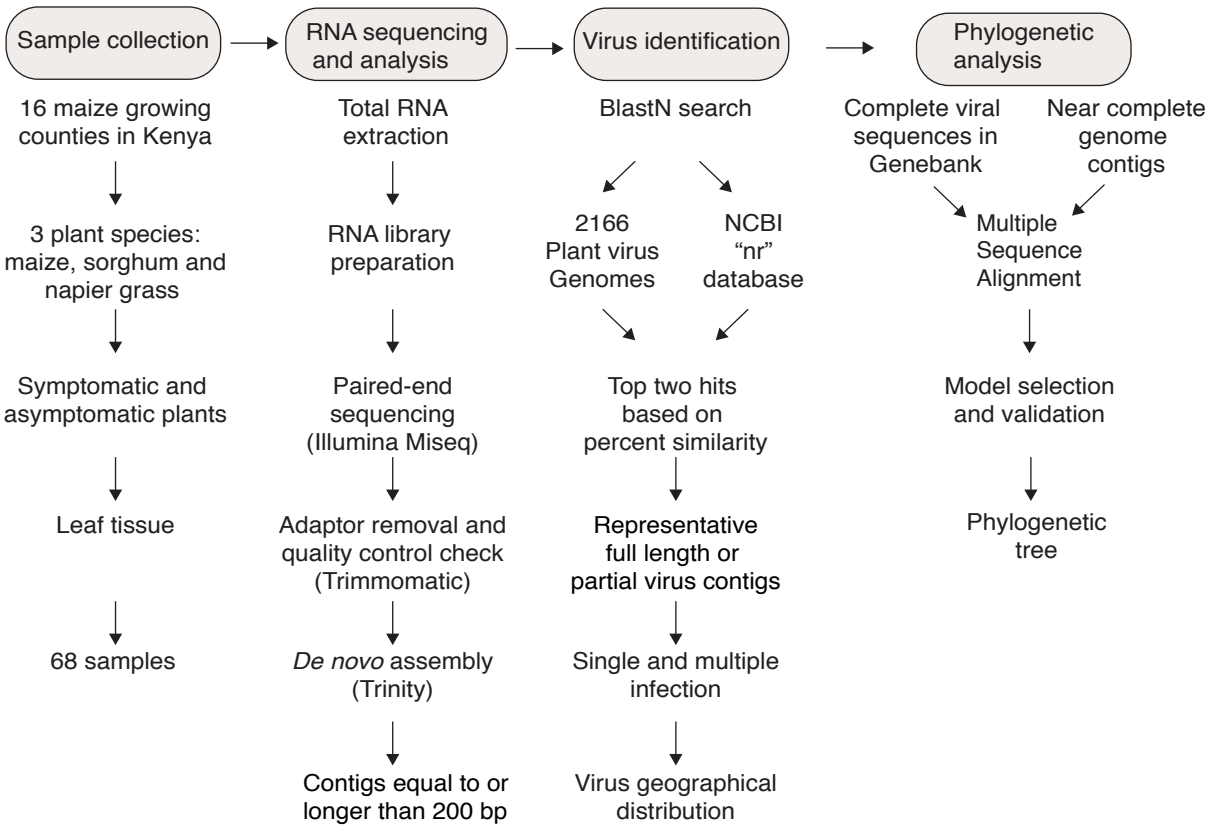 Sample collection
16 maize growing
counties in Kenya
3 plant species:
maize, sorghum and
napier grass
Symptomatic and
asymptomatic plants
Leaf tissue
68 samples
RNA sequencing
and analysis
Total RNA
extraction
RNA library
preparation
Paired-end
sequencing
(Illumina Miseq)
Adaptor removal and
quality control check
(Trimmomatic)
De novo assembly
(Trinity)
Contigs equal to or
longer than 200 bp
Virus identification
BlastN search
2166
Plant virus
Genomes
NCBI
“nr”
database
Top two hits
based on
percent similarity
Representative
full length or
partial virus contigs
Single and multiple
infection
Virus geographical
distribution
Phylogenetic
analysis
Complete viral
sequences in
Genebank
Near complete
genome
contigs
Multiple
Sequence
Alignment
Model selection
and validation
Phylogenetic
tree